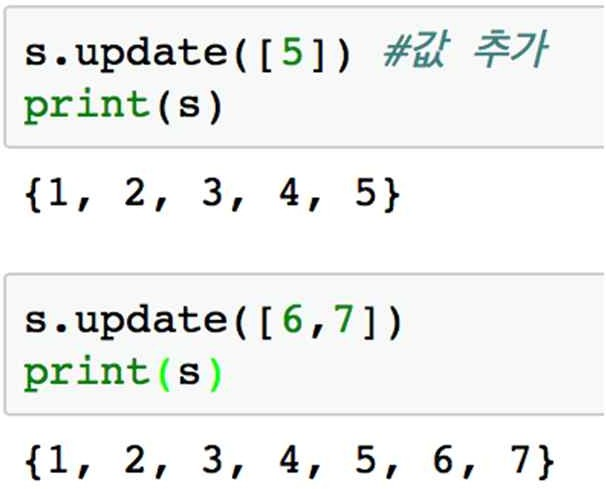 s.update([5]) #값 추가
print(s)
{1, 2, 3, 4, 5}
s.update([6,7])
print(s)
{1, 2, 3, 4, 5, 6, 7}